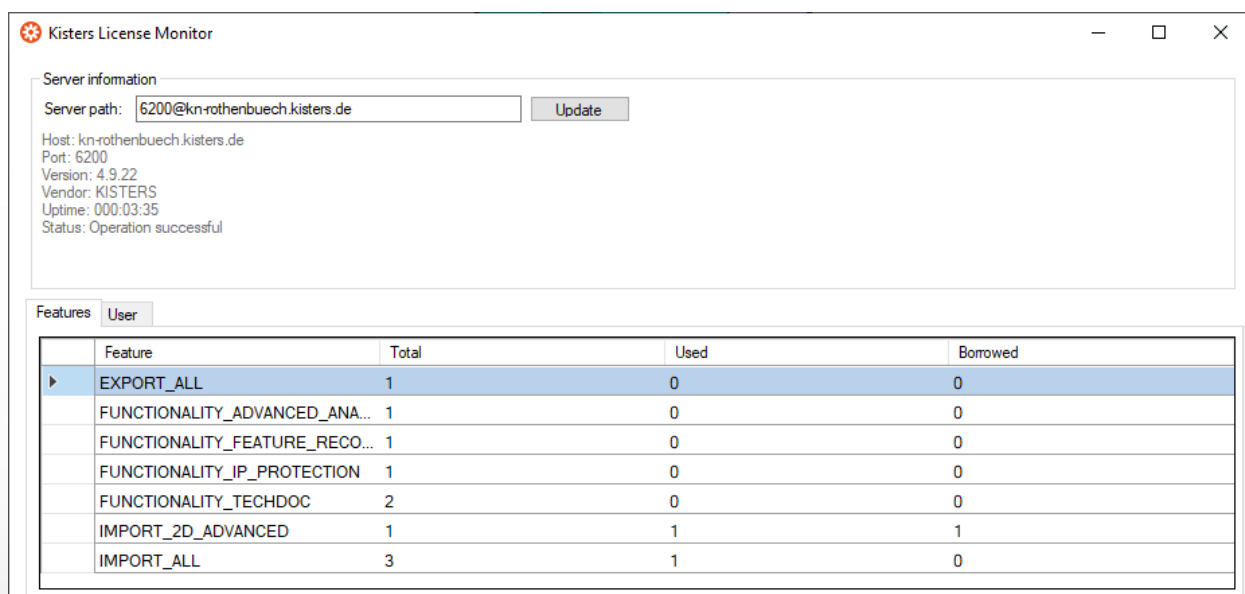 Kisters License Monitor
Server information
Server path: 6200@kn-rothenbuech.kisters.de Update
Host: kn-rothenbuech.kisters.de
Port: 6200
Version: 4.9.22
Vendor: KISTERS
Uptime: 000:03:35
Status: Operation successful
Features User
Feature Total Used Borrowed
EXPORT_ALL 1 0 0
FUNCTIONALITY_ADVANCED_ANA... 1 0 0
FUNCTIONALITY_FEATURE_RECO... 1 0 0
FUNCTIONALITY_IP_PROTECTION 1 0 0
FUNCTIONALITY_TECHDOC 2 0 0
IMPORT_2D_ADVANCED 1 1 1
IMPORT_ALL 3 1 0